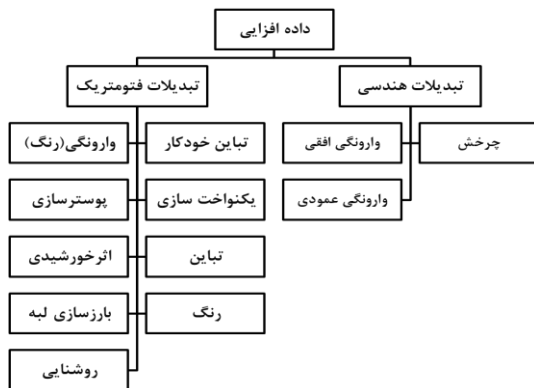 داده افزایی
تبدیلات هندسی
تبدیلات فتومتریک
چرخش
وارونگی افقی
وارونگی عمودی
تباین خودکار
وارونگی(رنگ)
یکنواخت سازی
پوسترسازی
تباین
اثرخورشیدی
رنگ
بارزسازی لبه
روشنایی